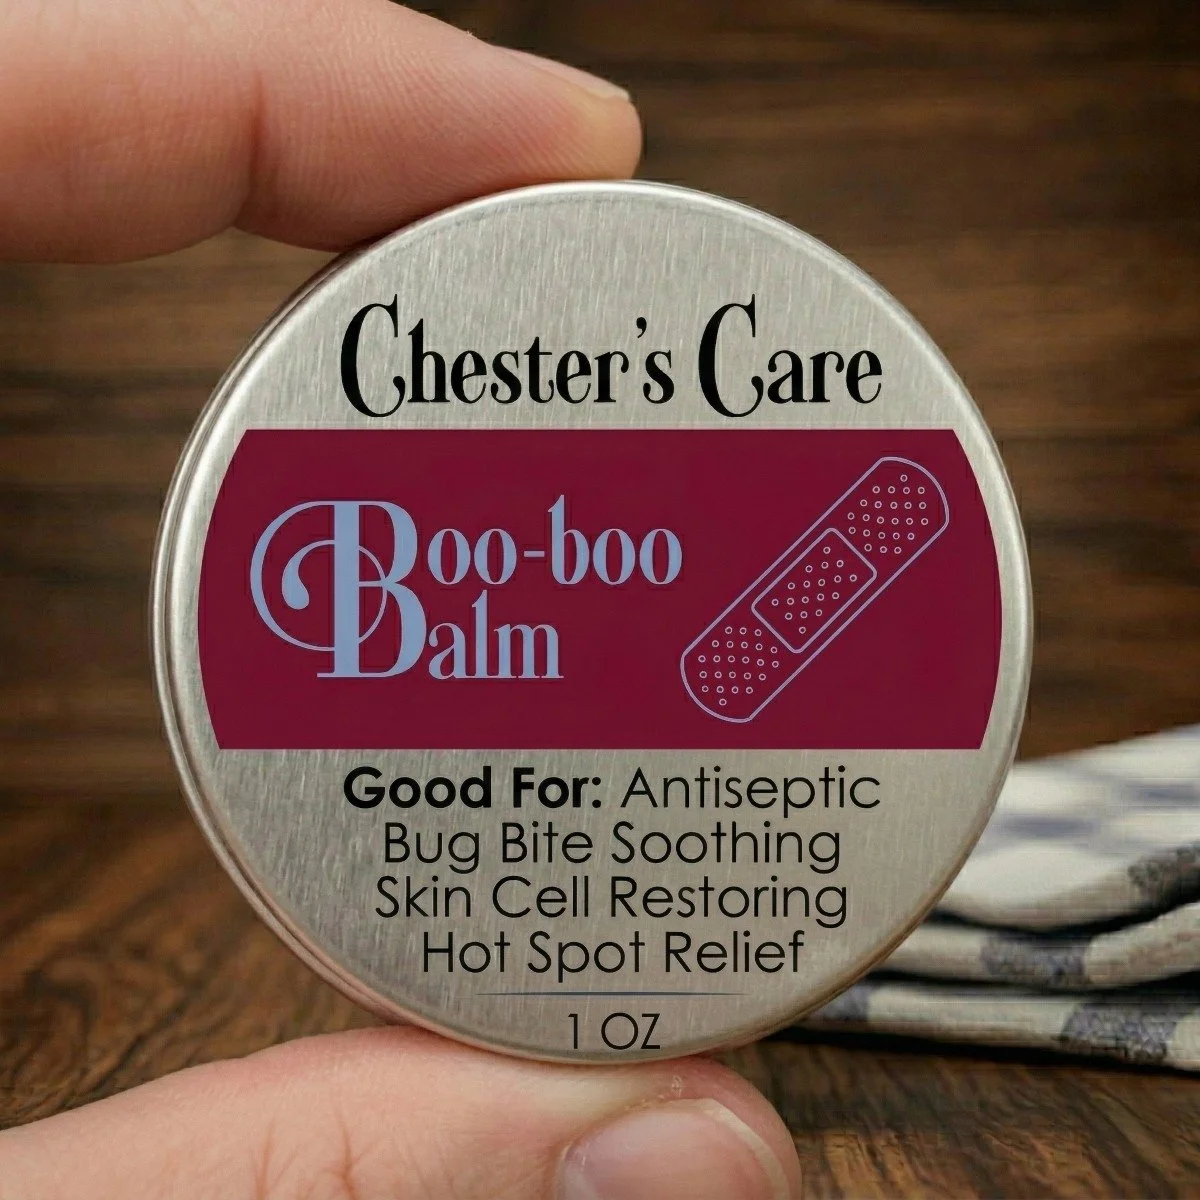 Chester's Care
Boo-boo
Balm
Good For: Antiseptic
Bug Bite Soothing
Skin Cell Restoring
Hot Spot Relief
1 OZ